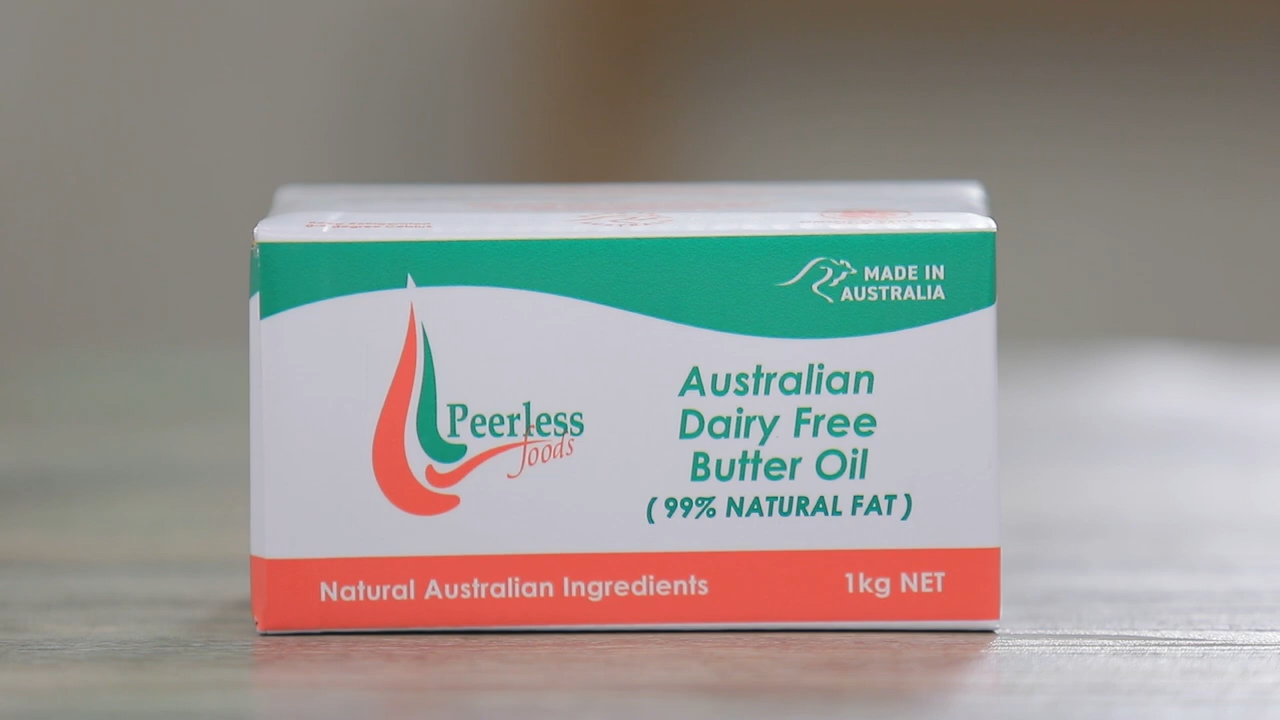 MADE IN
AUSTRALIA
Peerless
foods
Australian
Dairy Free
Butter Oil
( 99% NATURAL FAT )
Natural Australian Ingredients
1kg NET